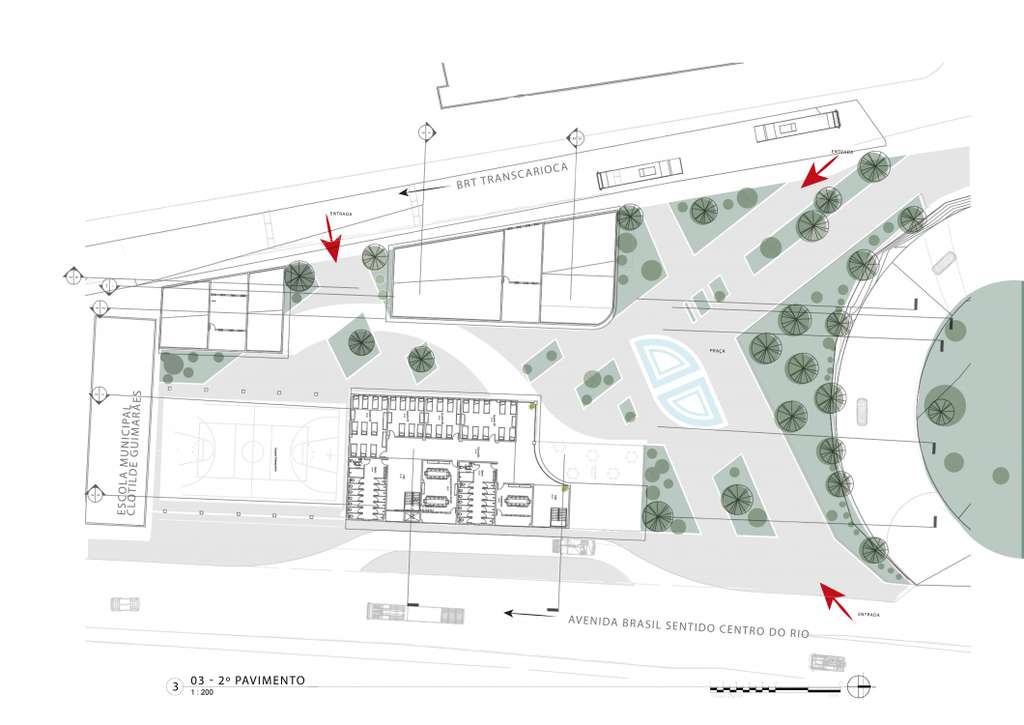 ENTRADA
BRT TRANSCARIOCA
ENTRADA
PRAÇA
ESCOLA MUNICIPAL
CLOTILDE GUIMARÃES
AVENIDA BRASIL SENTIDO CENTRO DO RIO
ENTRADA
3
03 - 2º PAVIMENTO
1 : 200